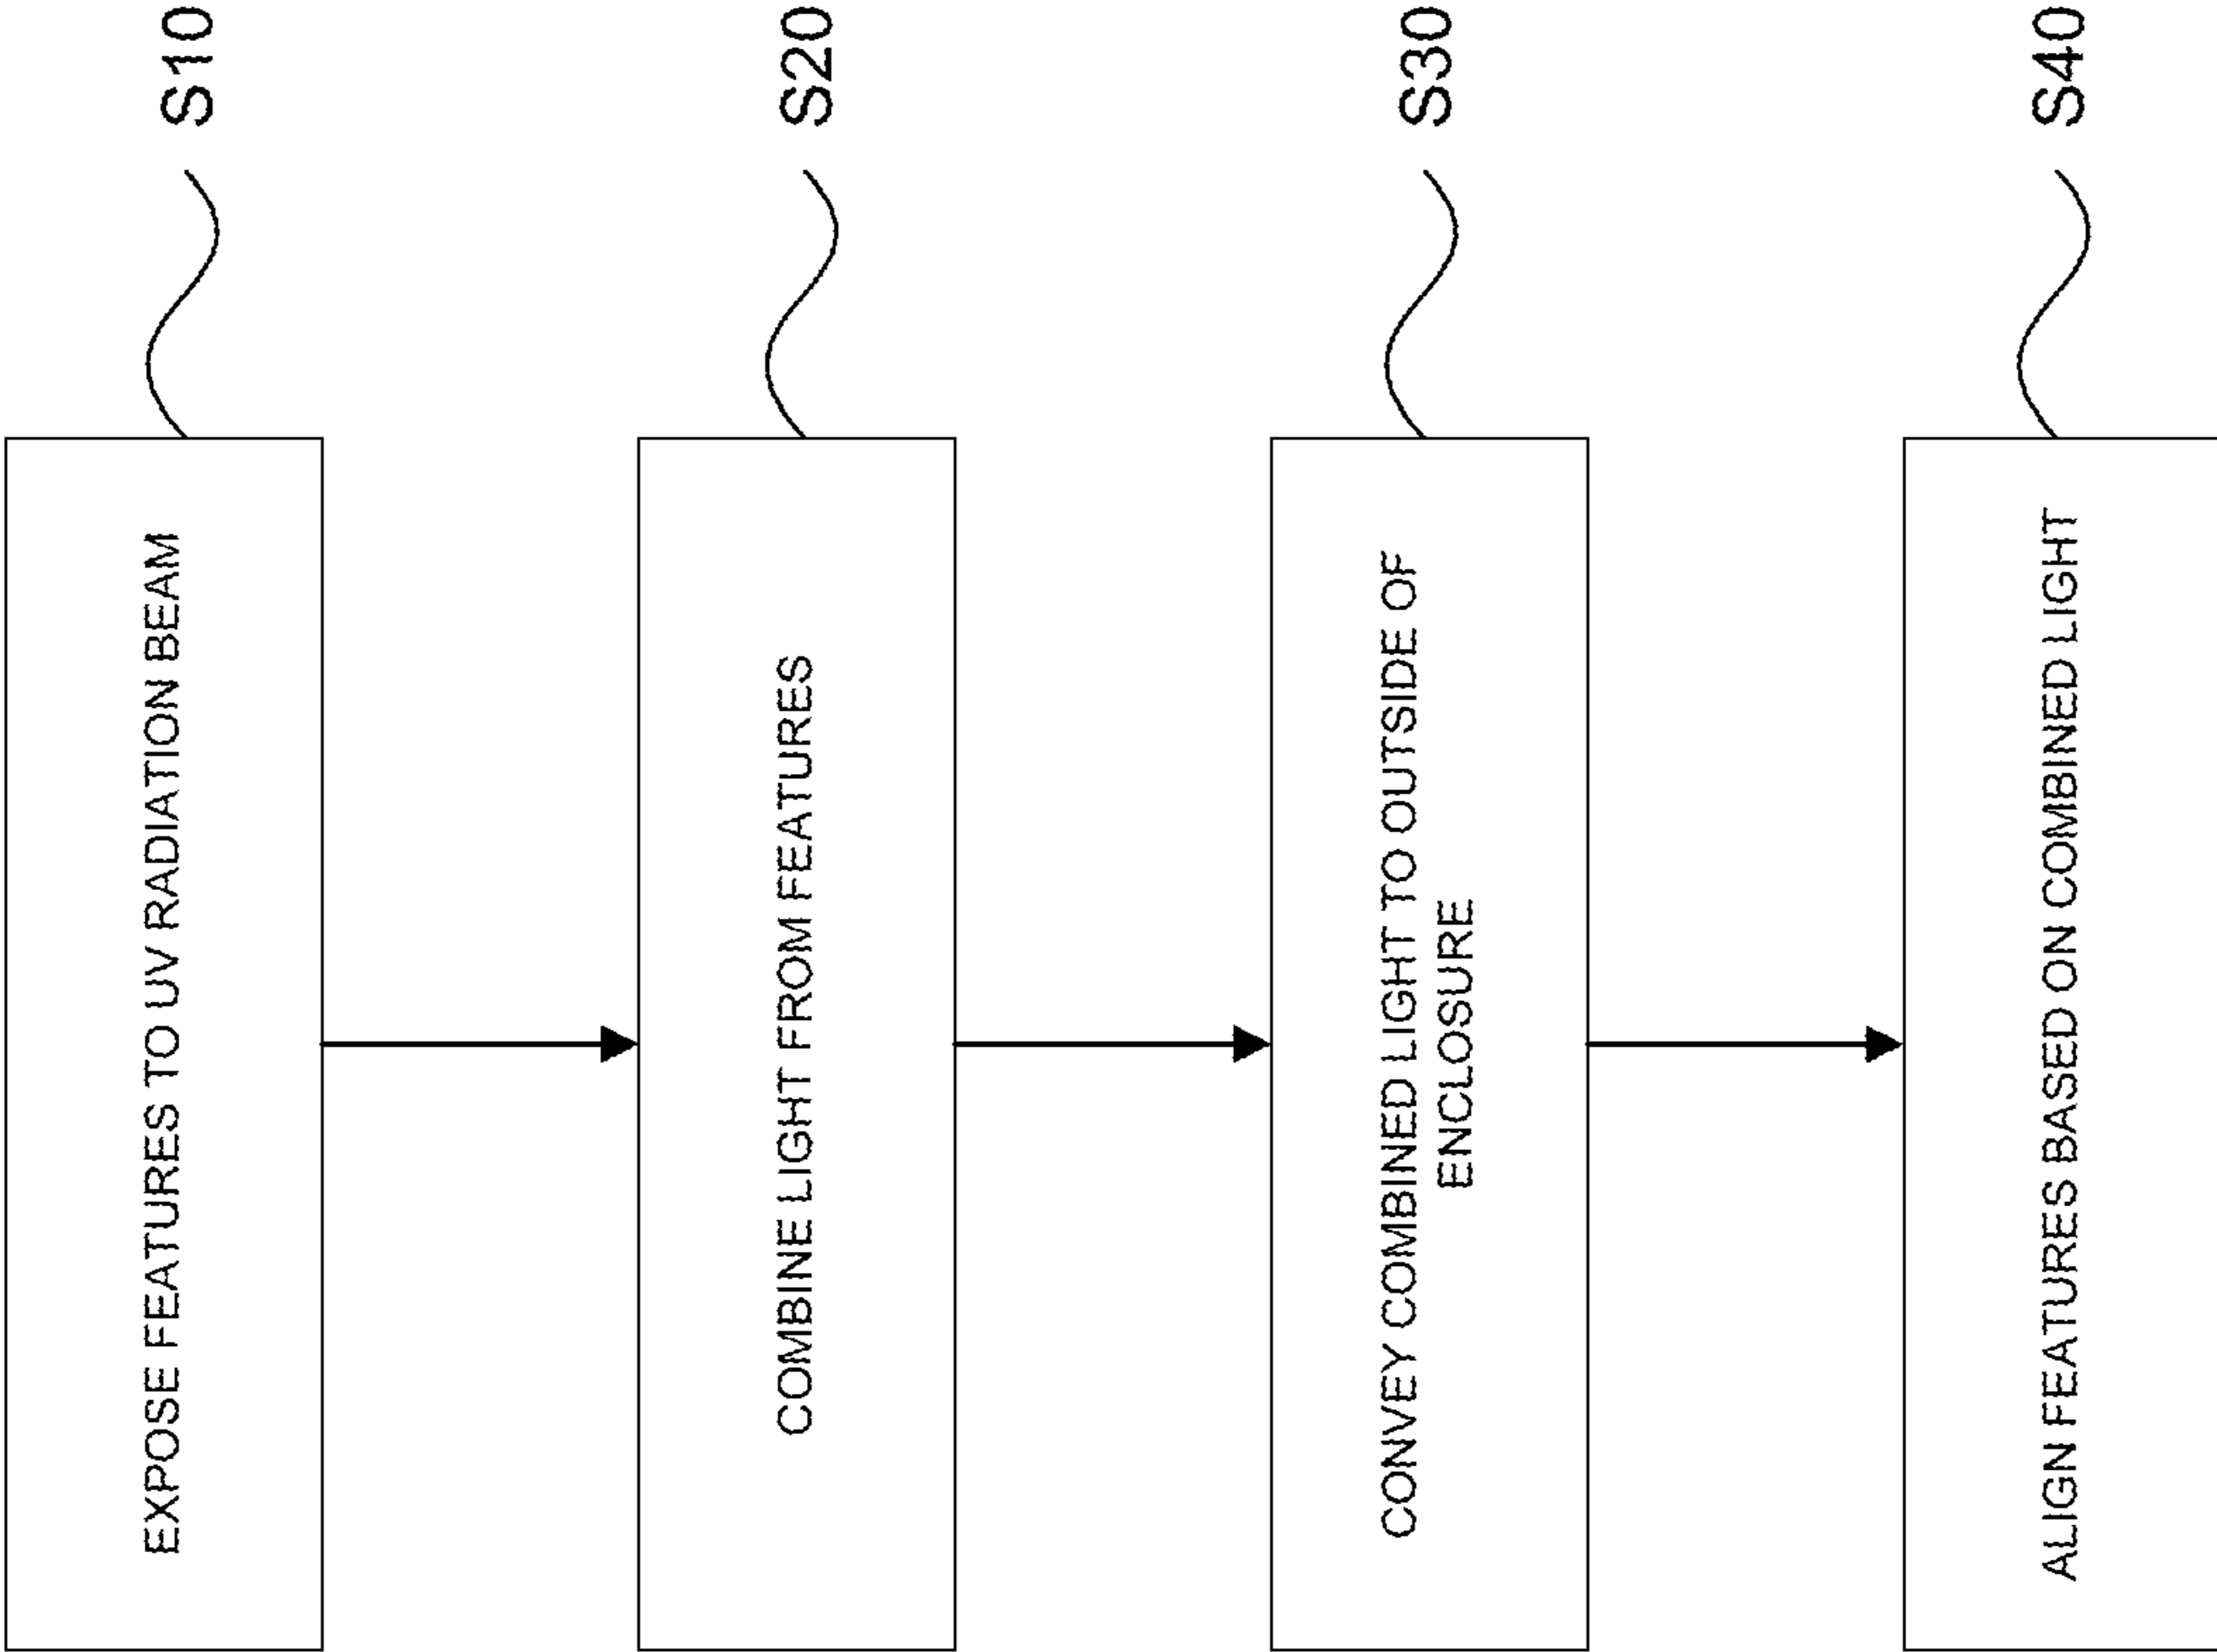 EXPOSE FEATURES TO UV RADIATION BEAM
S10
COMBINE LIGHT FROM FEATURES
S20
CONVEY COMBINED LIGHT TO OUTSIDE OF
ENCLOSURE
S30
ALIGN FEATURES BASED ON COMBINED LIGHT
S40